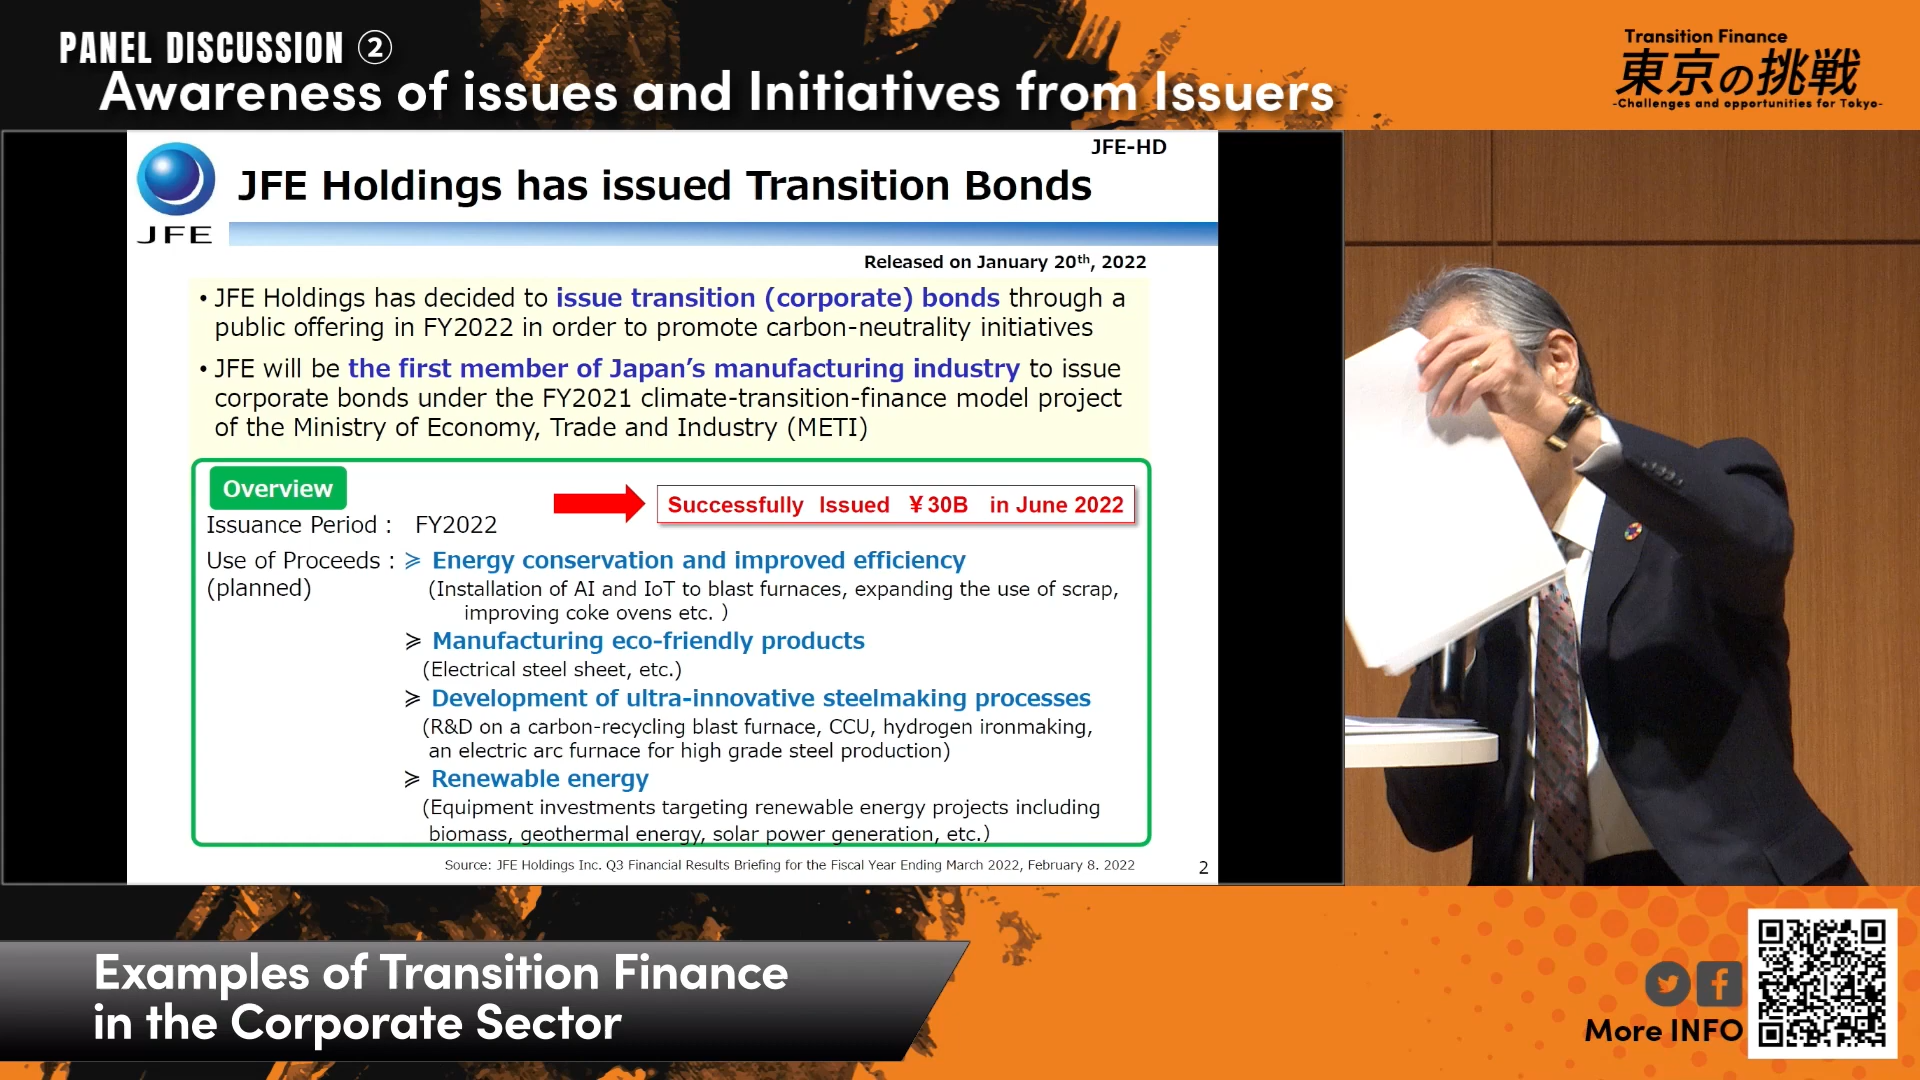 PANEL DISCUSSION ②
Awareness of issues and Initiatives from Issuers
Transition Finance
東京の挑戦
-Challenges and opportunities for Tokyo-
JFE-HD
JFE
JFE Holdings has issued Transition Bonds
Released on January 20th, 2022
• JFE Holdings has decided to issue transition (corporate) bonds through a
public offering in FY2022 in order to promote carbon-neutrality initiatives
• JFE will be the first member of Japan's manufacturing industry to issue
corporate bonds under the FY2021 climate-transition-finance model project
of the Ministry of Economy, Trade and Industry (METI)
Overview
Successfully Issued ¥30B in June 2022
Issuance Period : FY2022
Use of Proceeds : ≽ Energy conservation and improved efficiency
(planned) (Installation of AI and IoT to blast furnaces, expanding the use of scrap,
improving coke ovens etc. )
≽ Manufacturing eco-friendly products
(Electrical steel sheet, etc.)
≽ Development of ultra-innovative steelmaking processes
(R&D on a carbon-recycling blast furnace, CCU, hydrogen ironmaking,
an electric arc furnace for high grade steel production)
≽ Renewable energy
(Equipment investments targeting renewable energy projects including
biomass, geothermal energy, solar power generation, etc.)
Source: JFE Holdings Inc. Q3 Financial Results Briefing for the Fiscal Year Ending March 2022, February 8. 2022
2
Examples of Transition Finance
in the Corporate Sector
More INFO